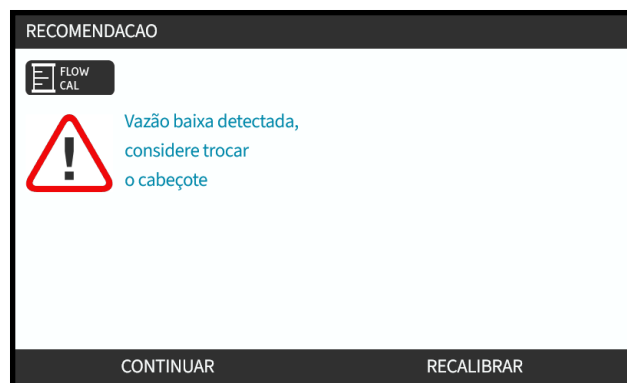 RECOMENDACAO
FLOW
CAL
Vazão baixa detectada,
considere trocar
o cabeçote
CONTINUAR RECALIBRAR